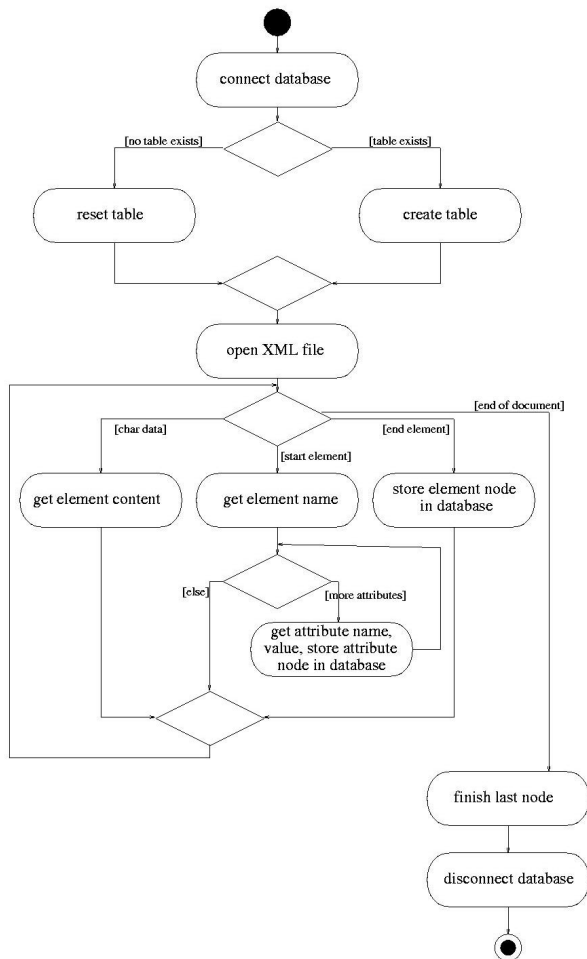 connect database
[no table exists]
[table exists]
reset table
create table
open XML file
[end of document]
[char data]
[end element]
[start element]
get element content
get element name
store element node
in database
[else]
[more attributes]
get attribute name,
value, store attribute
node in database
finish last node
disconnect database